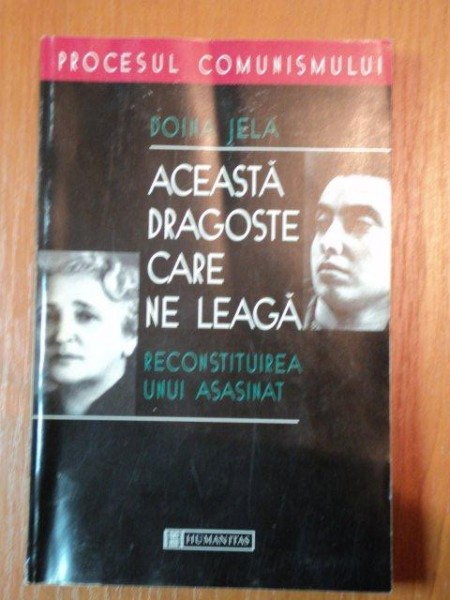 PROCESUL COMUNISMULUI
DOINA JELA
ACEASTĂ
DRAGOSTE
CARE
NE LEAGĂ
RECONSTITUIREA
UNUI ASASINAT
HUMANITAS